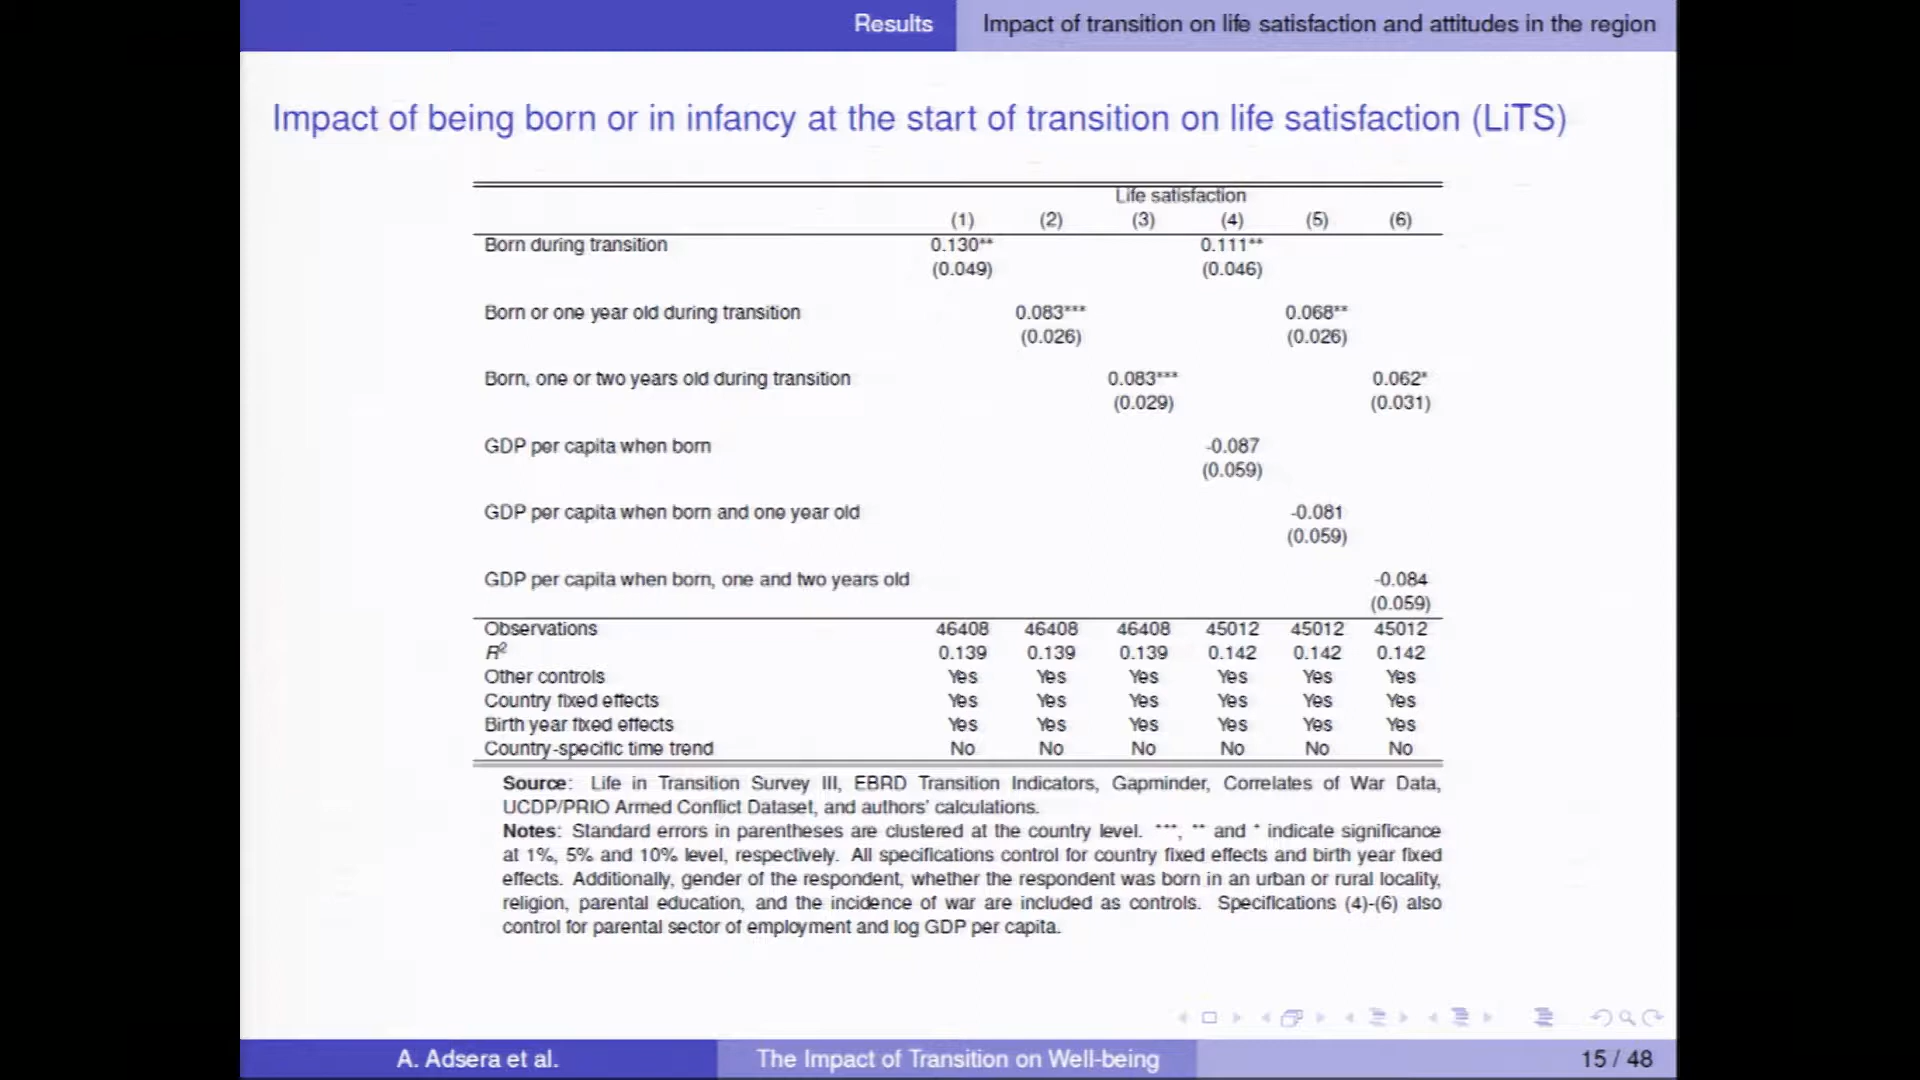 Results Impact of transition on life satisfaction and attitudes in the region
Impact of being born or in infancy at the start of transition on life satisfaction (LiTS)
Life satisfaction
(1) (2) (3) (4) (5) (6)
Born during transition 0.130** 0.111**
(0.049) (0.046)
Born or one year old during transition 0.083*** 0.068**
(0.026) (0.026)
Born, one or two years old during transition 0.083*** 0.062*
(0.029) (0.031)
GDP per capita when born -0.087
(0.059)
GDP per capita when born and one year old -0.081
(0.059)
GDP per capita when born, one and two years old -0.084
(0.059)
Observations 46408 46408 46408 45012 45012 45012
R² 0.139 0.139 0.139 0.142 0.142 0.142
Other controls Yes Yes Yes Yes Yes Yes
Country fixed effects Yes Yes Yes Yes Yes Yes
Birth year fixed effects Yes Yes Yes Yes Yes Yes
Country-specific time trend No No No No No No
Source: Life in Transition Survey III, EBRD Transition Indicators, Gapminder, Correlates of War Data,
UCDP/PRIO Armed Conflict Dataset, and authors' calculations.
Notes: Standard errors in parentheses are clustered at the country level. ***, ** and * indicate significance
at 1%, 5% and 10% level, respectively. All specifications control for country fixed effects and birth year fixed
effects. Additionally, gender of the respondent, whether the respondent was born in an urban or rural locality,
religion, parental education, and the incidence of war are included as controls. Specifications (4)-(6) also
control for parental sector of employment and log GDP per capita.
A. Adsera et al. The Impact of Transition on Well-being 15 / 48